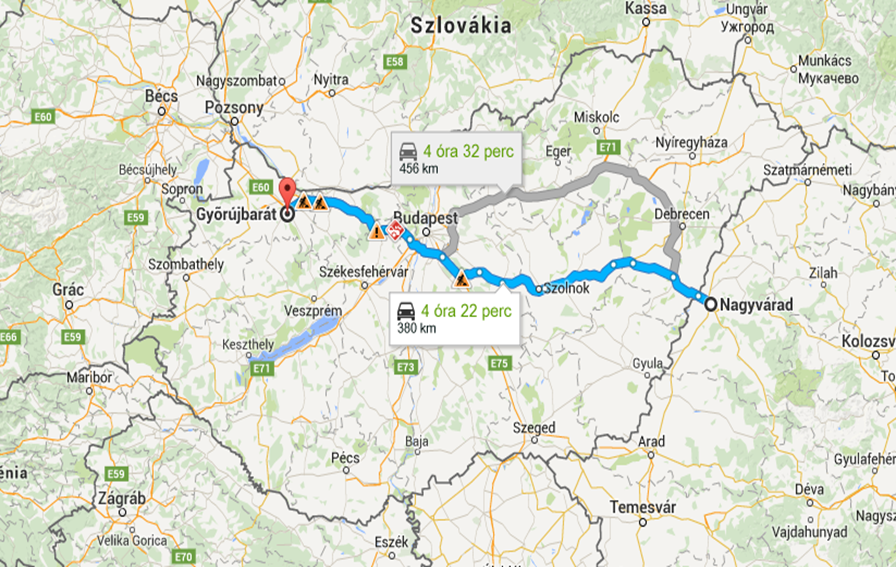 Kassa
Ungvár
Ужгород
Szlovákia
E58
Munkács
Мукачево
Nagyszombat
Nyitra
Bécs
Pozsony
E60
Miskolc
E71
Nyíregyháza
Eger
4 óra 32 perc
456 km
Szatmárnémeti
Bécsújhely
Sopron
E60
Győrújbarát
Budapest
Debrecen
E59
Szombathely
Székesfehérvár
Szolnok
Zilah
Grác
Nagyvárad
Veszprém
4 óra 22 perc
380 km
E66
E59
Keszthely
E71
E73
E75
Gyula
Kolozsv
Maribor
Szeged
Baja
Pécs
Arad
Gyulafehér
E59
Zágráb
Temesvár
Déva
Vajdahunyad
Velika Gorica
Eszék
E70